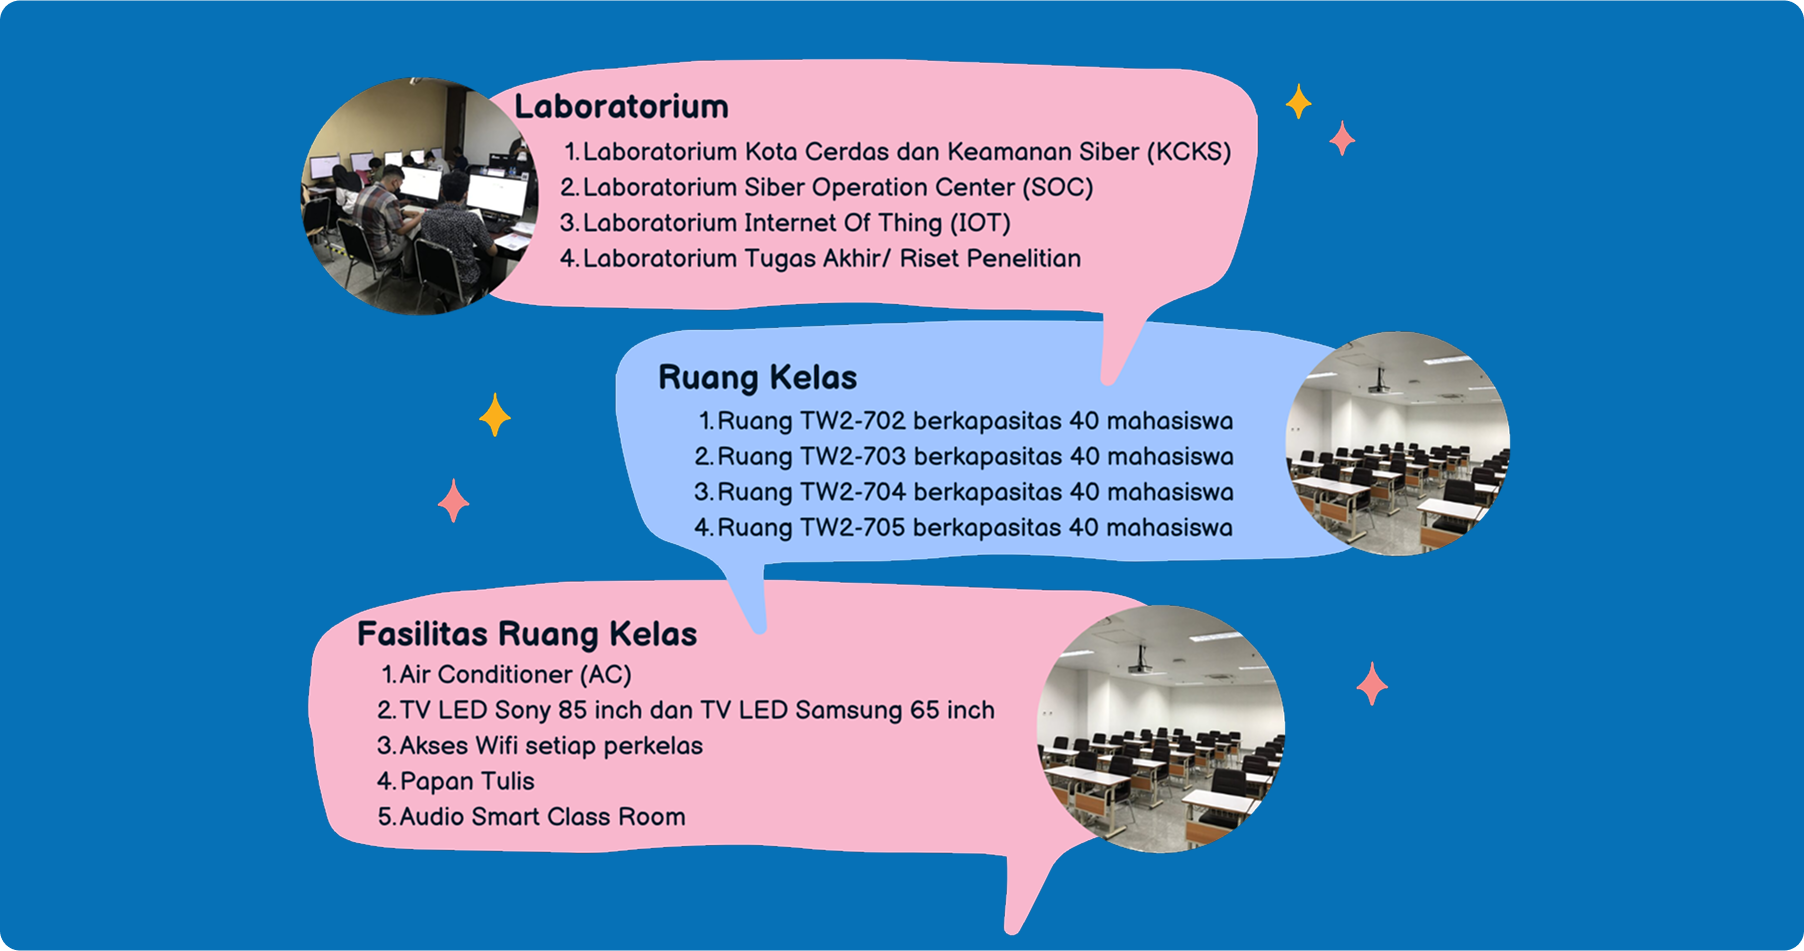 Laboratorium
1. Laboratorium Kota Cerdas dan Keamanan Siber (KCKS)
2. Laboratorium Siber Operation Center (SOC)
3. Laboratorium Internet Of Thing (IOT)
4. Laboratorium Tugas Akhir/ Riset Penelitian
Ruang Kelas
1. Ruang TW2-702 berkapasitas 40 mahasiswa
2. Ruang TW2-703 berkapasitas 40 mahasiswa
3. Ruang TW2-704 berkapasitas 40 mahasiswa
4. Ruang TW2-705 berkapasitas 40 mahasiswa
Fasilitas Ruang Kelas
1. Air Conditioner (AC)
2. TV LED Sony 85 inch dan TV LED Samsung 65 inch
3. Akses Wifi setiap perkelas
4. Papan Tulis
5. Audio Smart Class Room